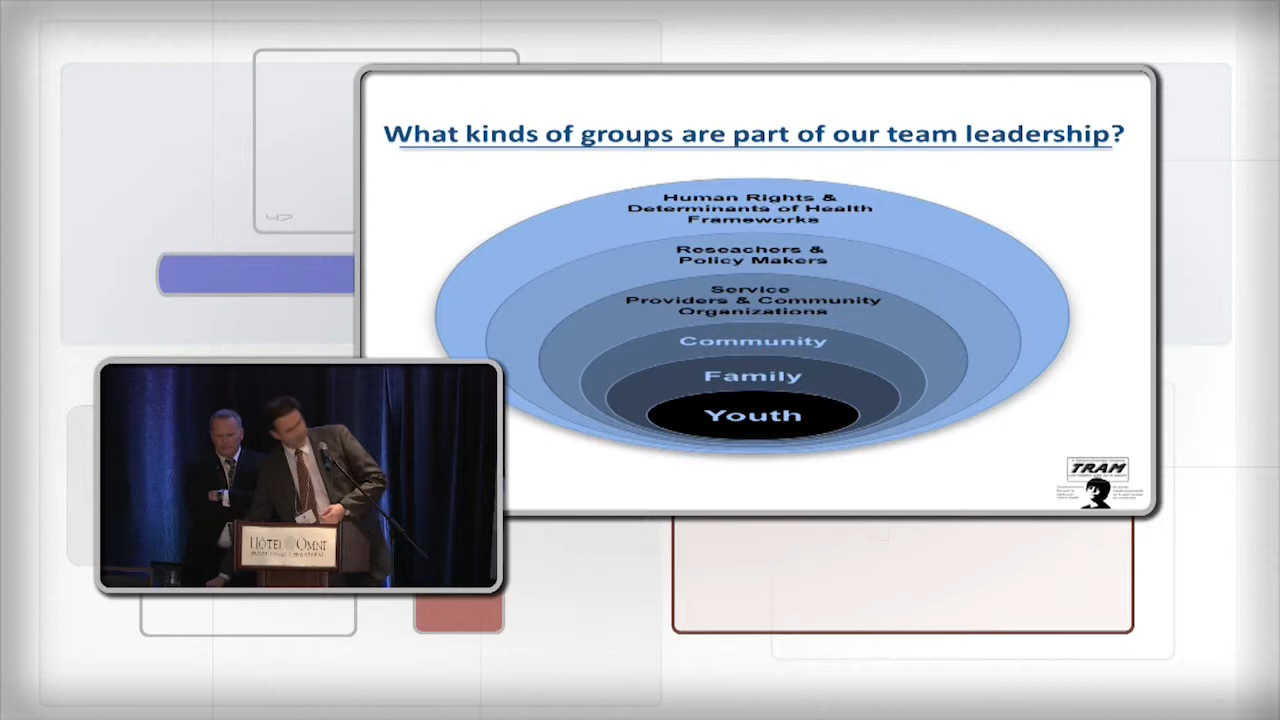 What kinds of groups are part of our team leadership?
Human Rights &
Determinants of Health
Frameworks
Reseachers &
Policy Makers
Service
Providers & Community
Organizations
Community
Family
Youth
TRAM
HÔTEL OMNI
47